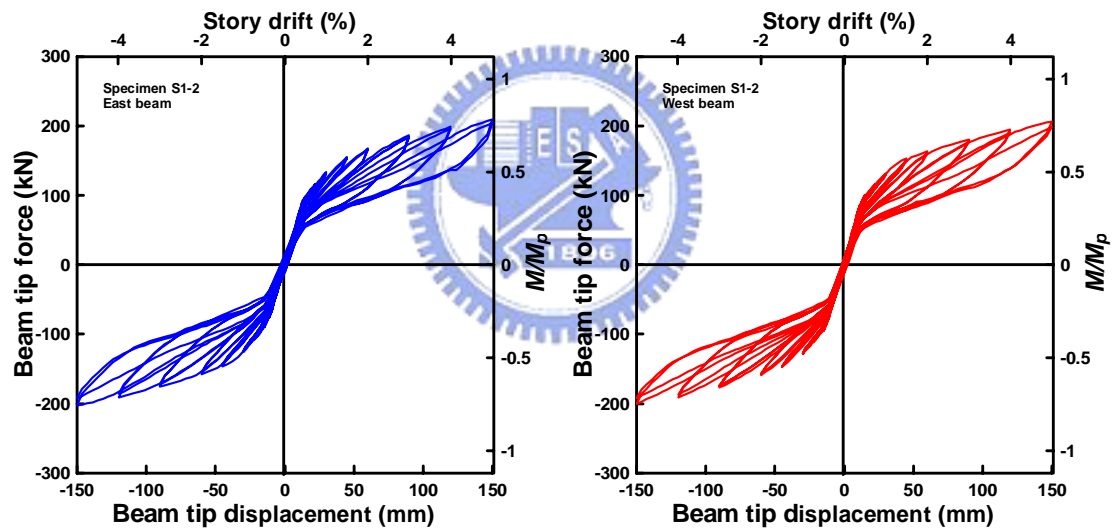 Story drift (%)
-4 -2 0 2 4
300
200
100
0
-100
-200
-300
Beam tip force (kN)
Specimen S1-2
East beam
1
0.5
0
-0.5
-1
M/Mp
-150 -100 -50 0 50 100 150
Beam tip displacement (mm)
Story drift (%)
-4 -2 0 2 4
300
200
100
0
-100
-200
-300
Beam tip force (kN)
Specimen S1-2
West beam
1
0.5
0
-0.5
-1
M/Mp
-150 -100 -50 0 50 100 150
Beam tip displacement (mm)
E S A
1896